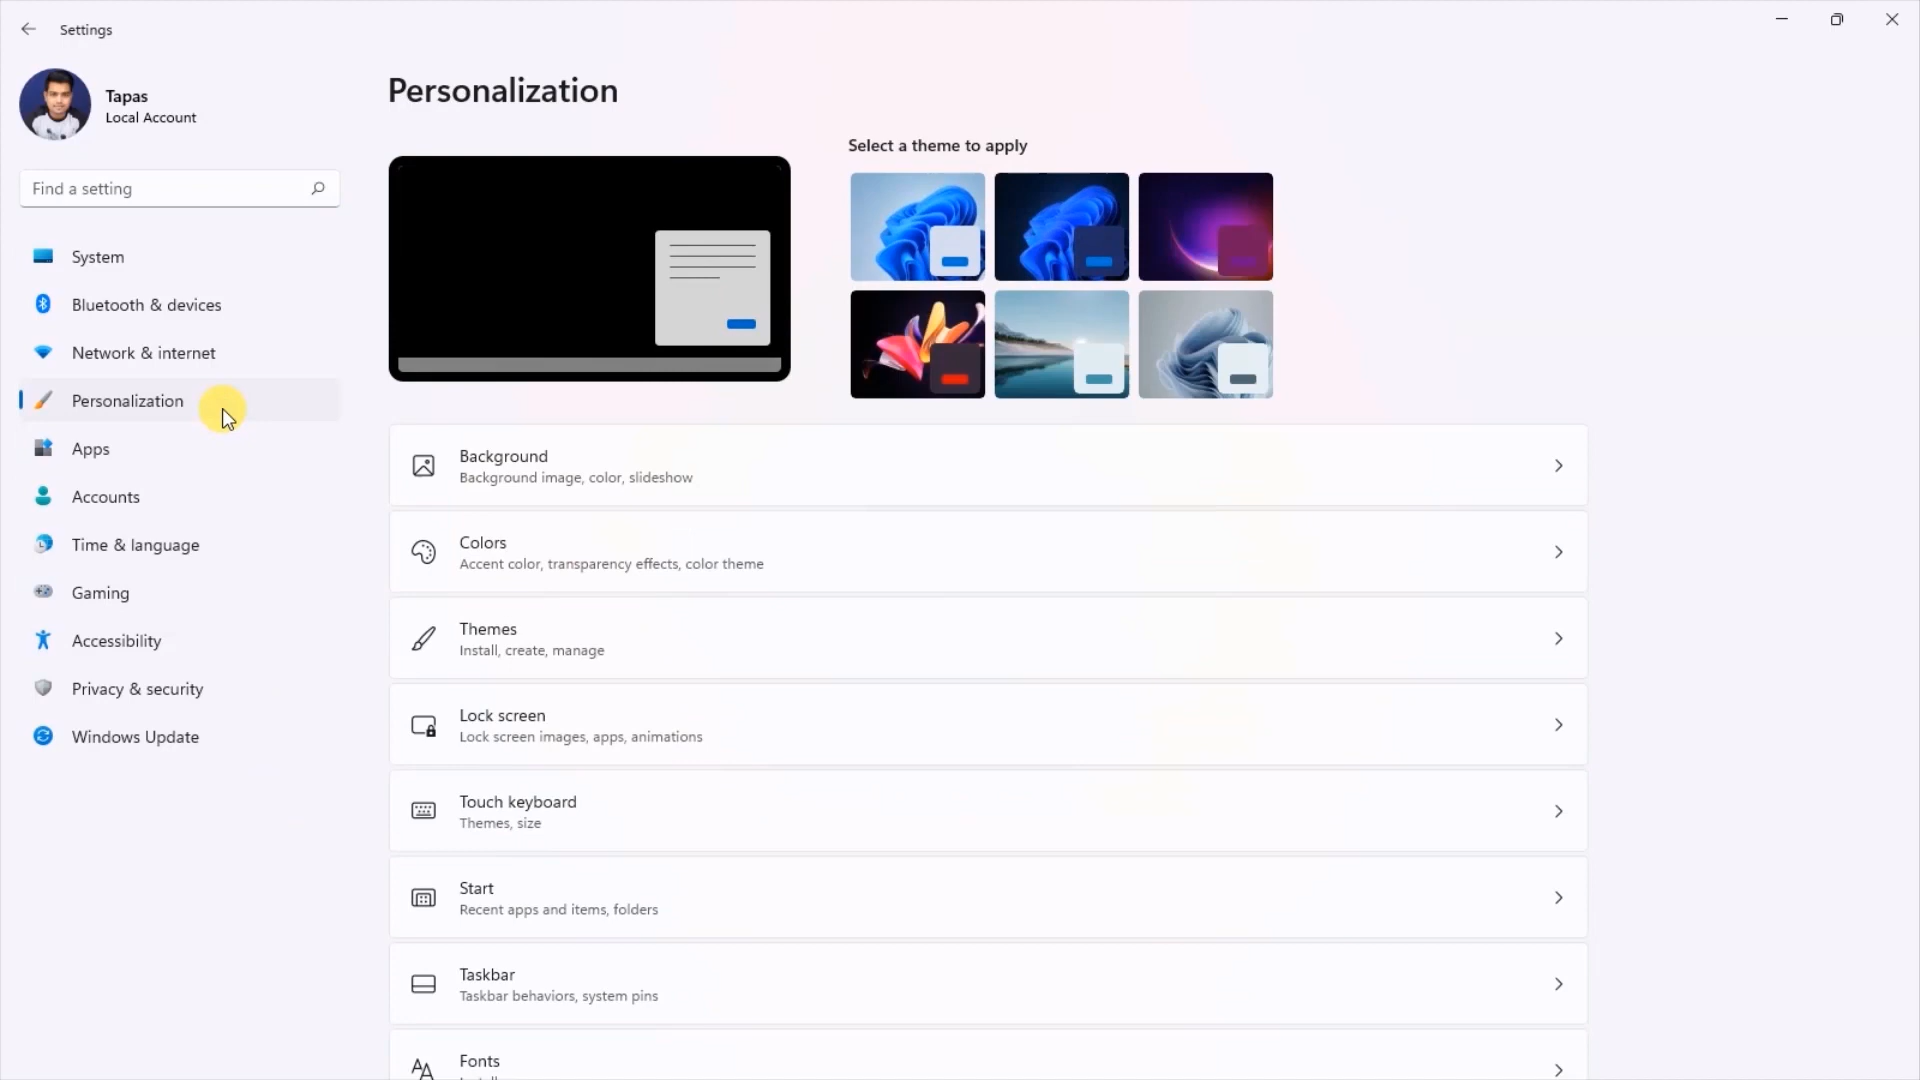 Settings
Tapas
Local Account
Find a setting
System
Bluetooth & devices
Network & internet
Personalization
Apps
Accounts
Time & language
Gaming
Accessibility
Privacy & security
Windows Update
Personalization
Select a theme to apply
Background
Background image, color, slideshow
Colors
Accent color, transparency effects, color theme
Themes
Install, create, manage
Lock screen
Lock screen images, apps, animations
Touch keyboard
Themes, size
Start
Recent apps and items, folders
Taskbar
Taskbar behaviors, system pins
Fonts